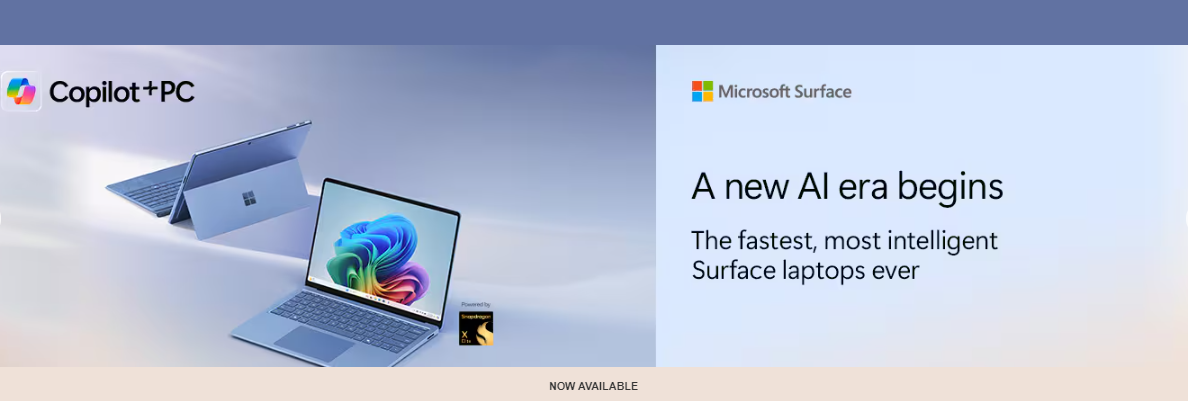 Copilot+PC
Microsoft Surface
A new AI era begins
The fastest, most intelligent
Surface laptops ever
Powered by
Snapdragon
X
Elite
NOW AVAILABLE